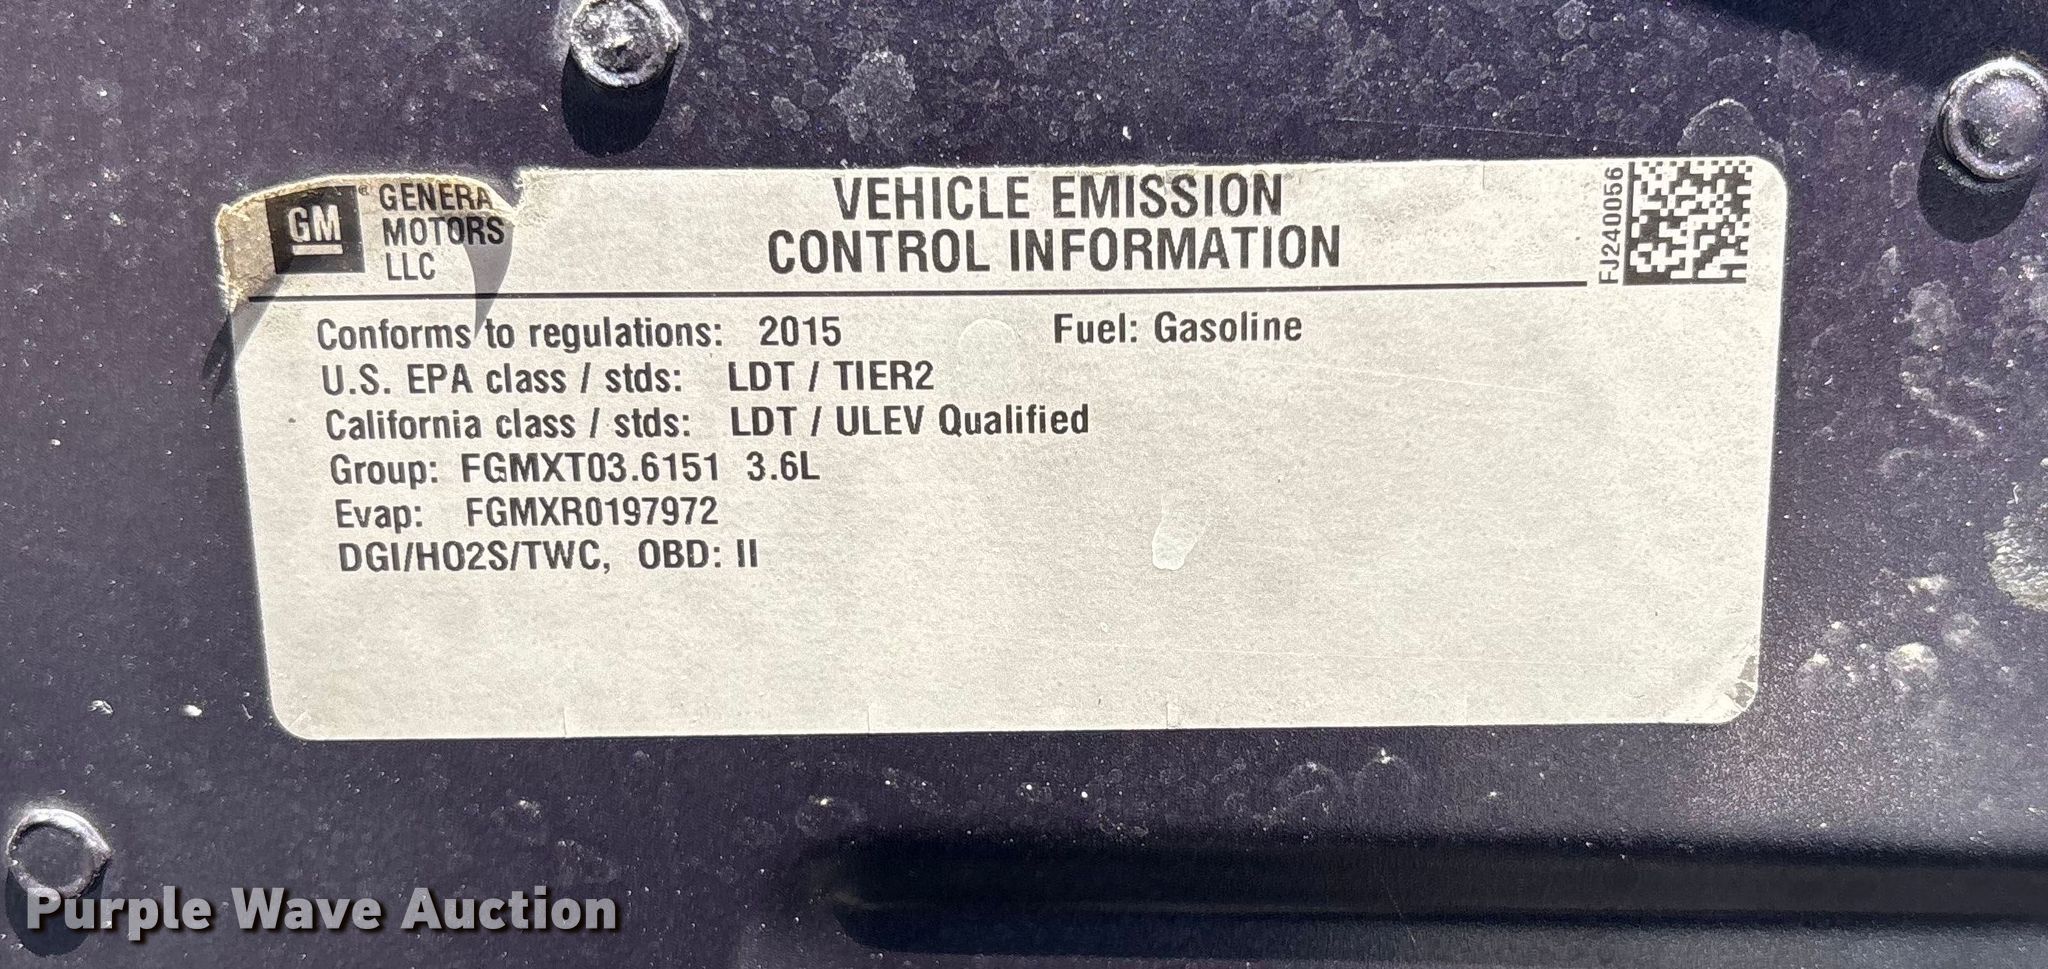 GM
® GENERA
MOTORS
LLC
VEHICLE EMISSION
CONTROL INFORMATION
FJ240056
Conforms to regulations: 2015 Fuel: Gasoline
U.S. EPA class / stds: LDT / TIER2
California class / stds: LDT / ULEV Qualified
Group: FGMXT03.6151 3.6L
Evap: FGMXR0197972
DGI/HO2S/TWC, OBD: II
Purple Wave Auction